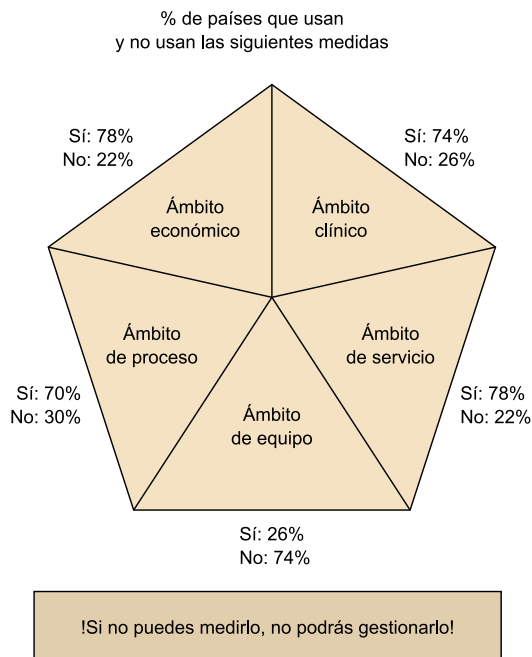 % de países que usan
y no usan las siguientes medidas
Sí: 78%
No: 22%
Sí: 74%
No: 26%
Ámbito
económico
Ámbito
clínico
Ámbito
de proceso
Ámbito
de servicio
Sí: 70%
No: 30%
Sí: 78%
No: 22%
Ámbito
de equipo
Sí: 26%
No: 74%
!Si no puedes medirlo, no podrás gestionarlo!